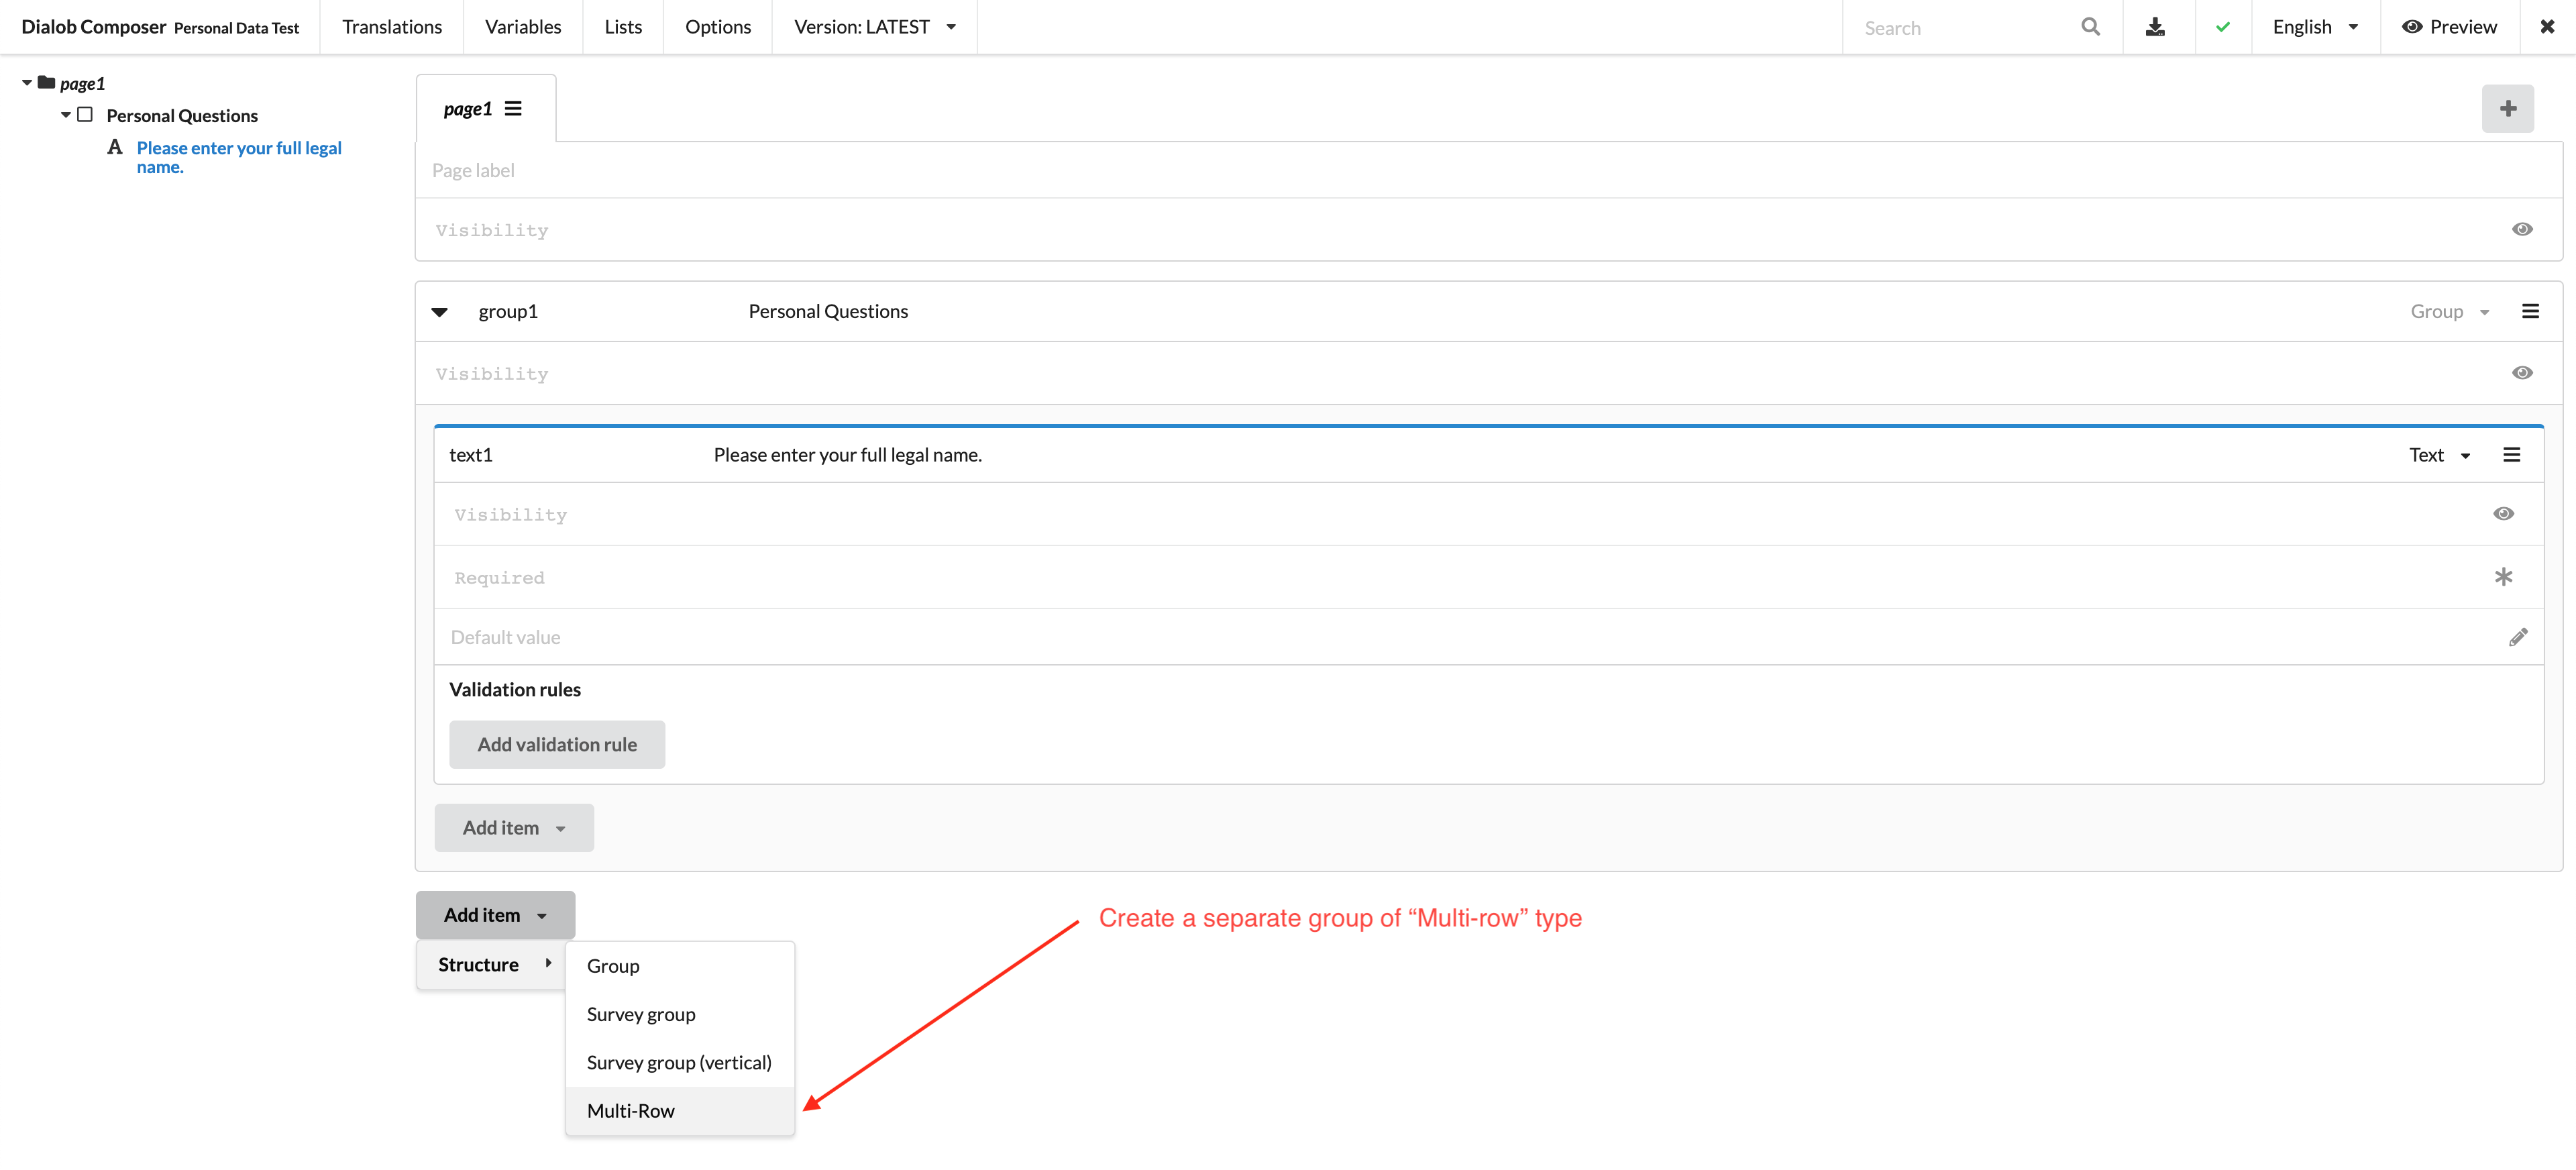 Dialob Composer Personal Data Test Translations Variables Lists Options Version: LATEST Search English Preview
page1
Personal Questions
A Please enter your full legal
name.
page1
Page label
Visibility
group1 Personal Questions Group
Visibility
text1 Please enter your full legal name. Text
Visibility
Required
Default value
Validation rules
Add validation rule
Add item
Add item
Create a separate group of “Multi-row” type
Structure
Group
Survey group
Survey group (vertical)
Multi-Row